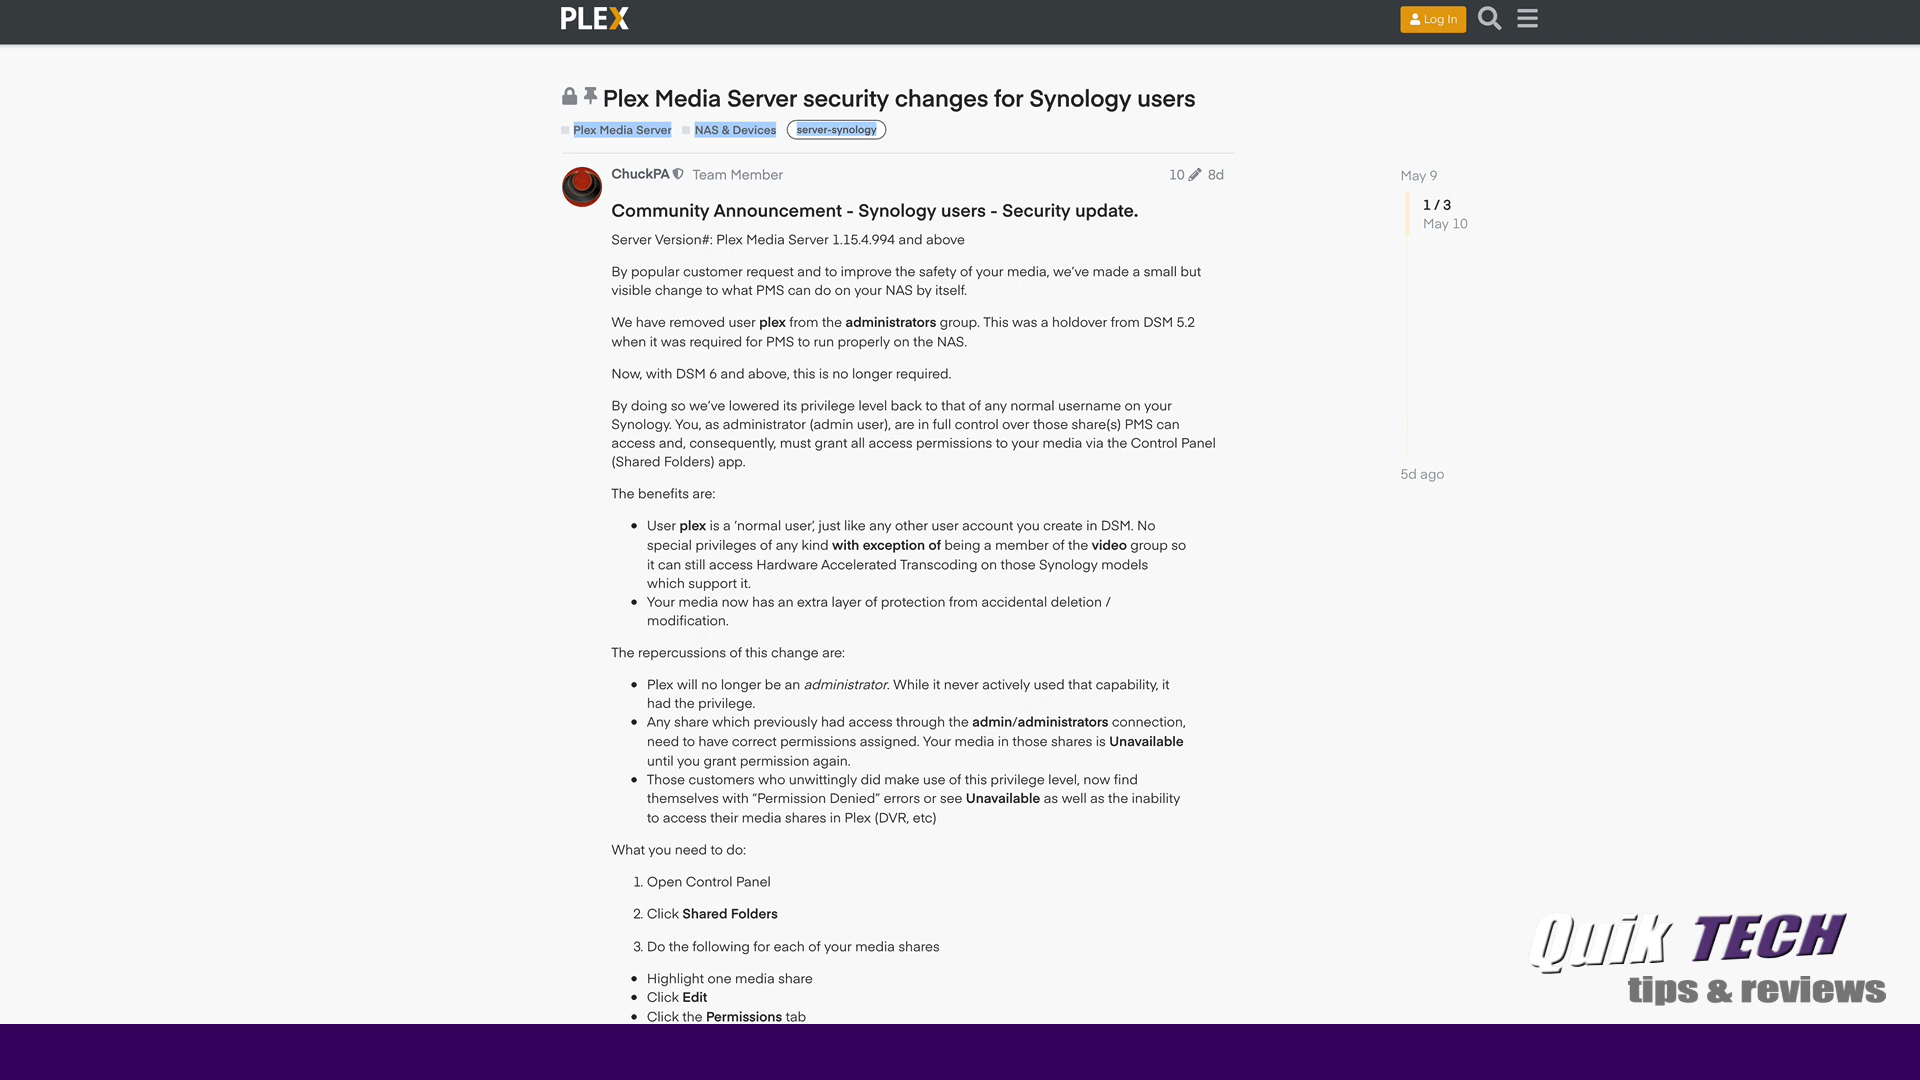 PLEX
Log In
Plex Media Server security changes for Synology users
Plex Media Server NAS & Devices server-synology
ChuckPA Team Member 10 8d
May 9
1 / 3
May 10
5d ago
Community Announcement - Synology users - Security update.
Server Version#: Plex Media Server 1.15.4.994 and above
By popular customer request and to improve the safety of your media, we’ve made a small but
visible change to what PMS can do on your NAS by itself.
We have removed user plex from the administrators group. This was a holdover from DSM 5.2
when it was required for PMS to run properly on the NAS.
Now, with DSM 6 and above, this is no longer required.
By doing so we’ve lowered its privilege level back to that of any normal username on your
Synology. You, as administrator (admin user), are in full control over those share(s) PMS can
access and, consequently, must grant all access permissions to your media via the Control Panel
(Shared Folders) app.
The benefits are:
• User plex is a ‘normal user’, just like any other user account you create in DSM. No
special privileges of any kind with exception of being a member of the video group so
it can still access Hardware Accelerated Transcoding on those Synology models
which support it.
• Your media now has an extra layer of protection from accidental deletion /
modification.
The repercussions of this change are:
• Plex will no longer be an administrator. While it never actively used that capability, it
had the privilege.
• Any share which previously had access through the admin/administrators connection,
need to have correct permissions assigned. Your media in those shares is Unavailable
until you grant permission again.
• Those customers who unwittingly did make use of this privilege level, now find
themselves with “Permission Denied” errors or see Unavailable as well as the inability
to access their media shares in Plex (DVR, etc)
What you need to do:
1. Open Control Panel
2. Click Shared Folders
3. Do the following for each of your media shares
• Highlight one media share
• Click Edit
• Click the Permissions tab
Quik TECH
tips & reviews